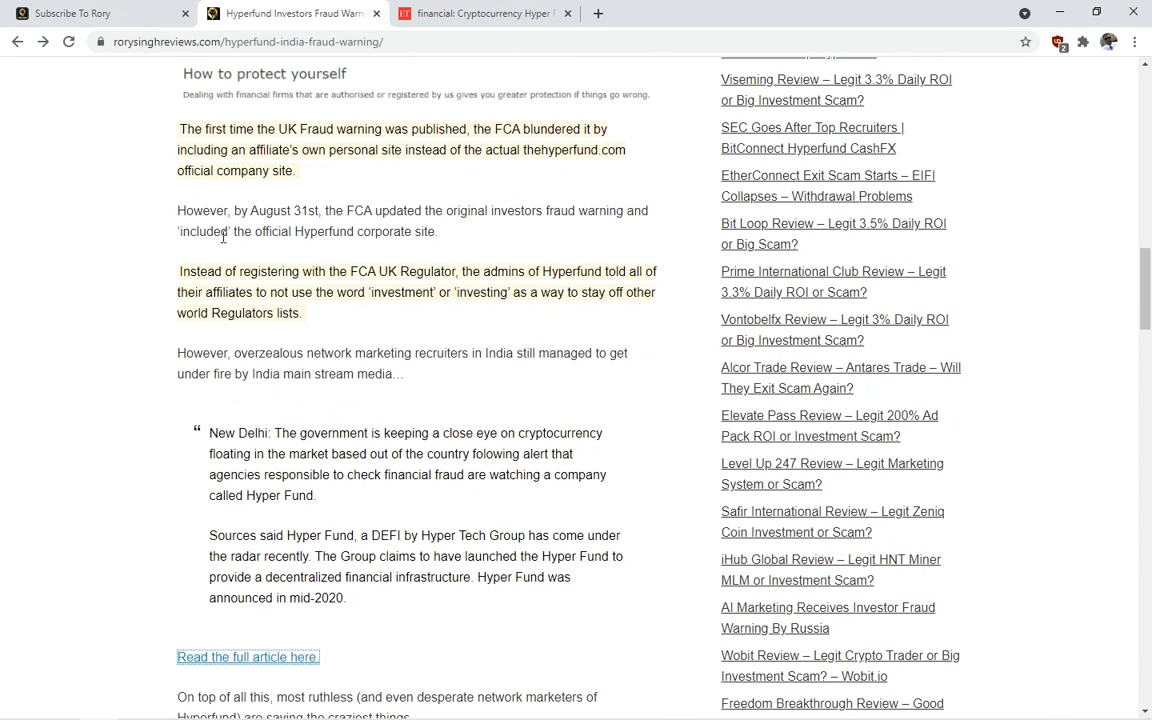 Subscribe To Rory
Hyperfund Investors Fraud Warn
ET financial: Cryptocurrency Hyper F
rorysinghreviews.com/hyperfund-india-fraud-warning/
2
How to protect yourself
Dealing with financial firms that are authorised or registered by us gives you greater protection if things go wrong.
The first time the UK Fraud warning was published, the FCA blundered it by
including an affiliate's own personal site instead of the actual thehyperfund.com
official company site.
However, by August 31st, the FCA updated the original investors fraud warning and
'included' the official Hyperfund corporate site.
Instead of registering with the FCA UK Regulator, the admins of Hyperfund told all of
their affiliates to not use the word 'investment' or 'investing' as a way to stay off other
world Regulators lists.
However, overzealous network marketing recruiters in India still managed to get
under fire by India main stream media…
“ New Delhi: The government is keeping a close eye on cryptocurrency
floating in the market based out of the country folowing alert that
agencies responsible to check financial fraud are watching a company
called Hyper Fund.
Sources said Hyper Fund, a DEFI by Hyper Tech Group has come under
the radar recently. The Group claims to have launched the Hyper Fund to
provide a decentralized financial infrastructure. Hyper Fund was
announced in mid-2020.
Read the full article here.
On top of all this, most ruthless (and even desperate network marketers of
Hyperfund) are saying the craziest things
Viseming Review – Legit 3.3% Daily ROI
or Big Investment Scam?
SEC Goes After Top Recruiters |
BitConnect Hyperfund CashFX
EtherConnect Exit Scam Starts – EIFI
Collapses – Withdrawal Problems
Bit Loop Review – Legit 3.5% Daily ROI
or Big Scam?
Prime International Club Review – Legit
3.3% Daily ROI or Scam?
Vontobelfx Review – Legit 3% Daily ROI
or Big Investment Scam?
Alcor Trade Review – Antares Trade – Will
They Exit Scam Again?
Elevate Pass Review – Legit 200% Ad
Pack ROI or Investment Scam?
Level Up 247 Review – Legit Marketing
System or Scam?
Safir International Review – Legit Zeniq
Coin Investment or Scam?
iHub Global Review – Legit HNT Miner
MLM or Investment Scam?
AI Marketing Receives Investor Fraud
Warning By Russia
Wobit Review – Legit Crypto Trader or Big
Investment Scam? – Wobit.io
Freedom Breakthrough Review – Good